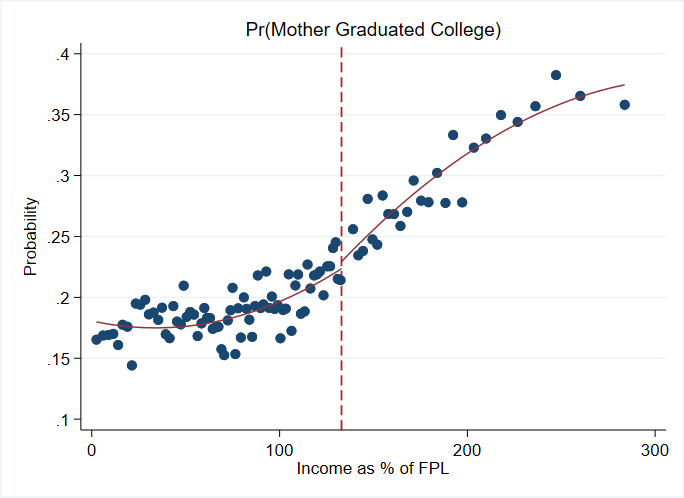 Pr(Mother Graduated College)
.4
.35
.3
.25
.2
.15
.1
Probability
0 100 200 300
Income as % of FPL